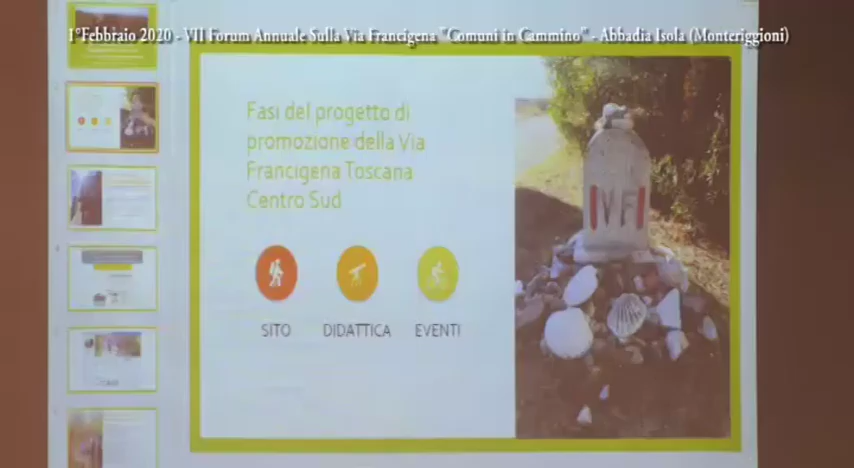 1°Febbraio 2020 - VII Forum Annuale Sulla Via Francigena "Comuni in Cammino" - Abbadia Isola (Monteriggioni)
Fasi del progetto di
promozione della Via
Francigena Toscana
Centro Sud
SITO DIDATTICA EVENTI
VF